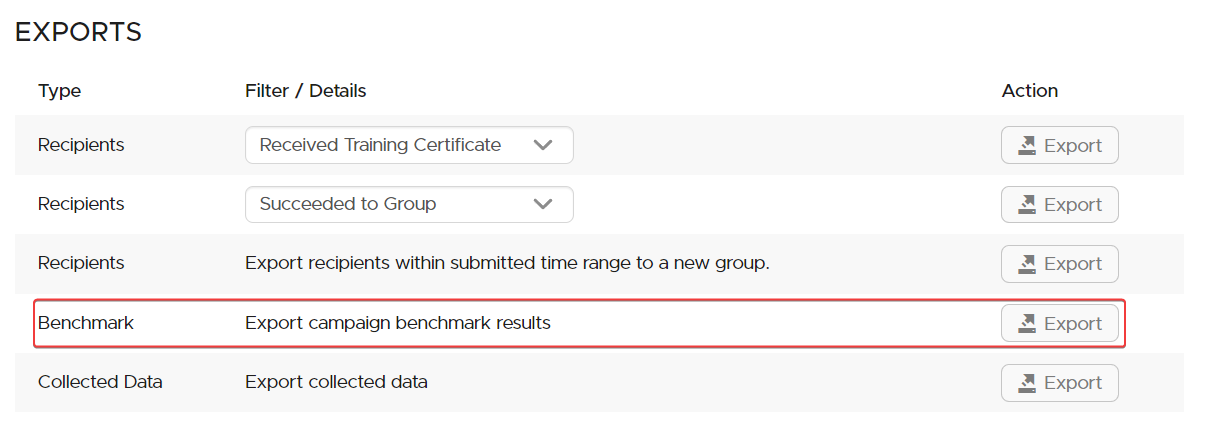 EXPORTS
Type Filter / Details Action
Recipients Received Training Certificate Export
Recipients Succeeded to Group Export
Recipients Export recipients within submitted time range to a new group. Export
Benchmark Export campaign benchmark results Export
Collected Data Export collected data Export